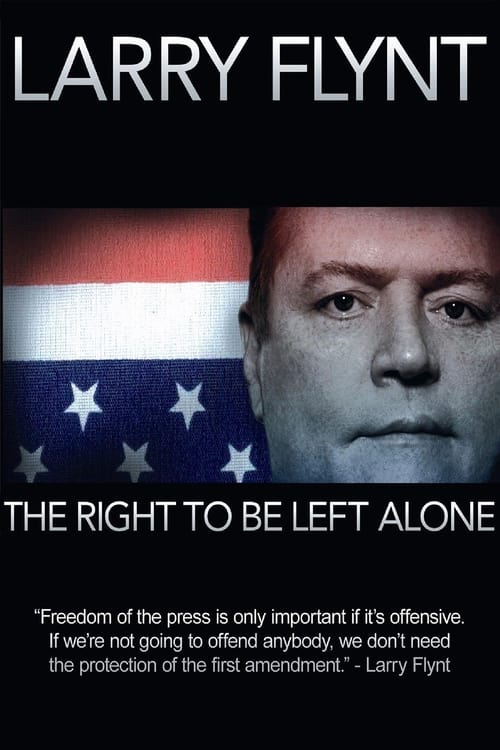 LARRY FLYNT
THE RIGHT TO BE LEFT ALONE
“Freedom of the press is only important if it’s offensive.
If we’re not going to offend anybody, we don’t need
the protection of the first amendment.” - Larry Flynt